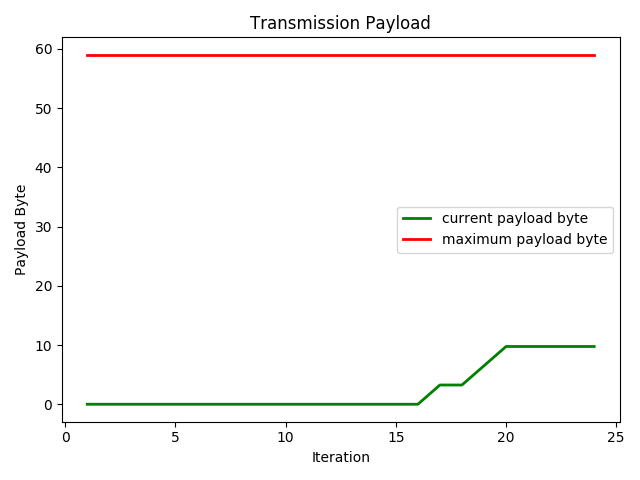 Transmission Payload
60
50
40
30
20
10
0
Payload Byte
current payload byte
maximum payload byte
0 5 10 15 20 25
Iteration